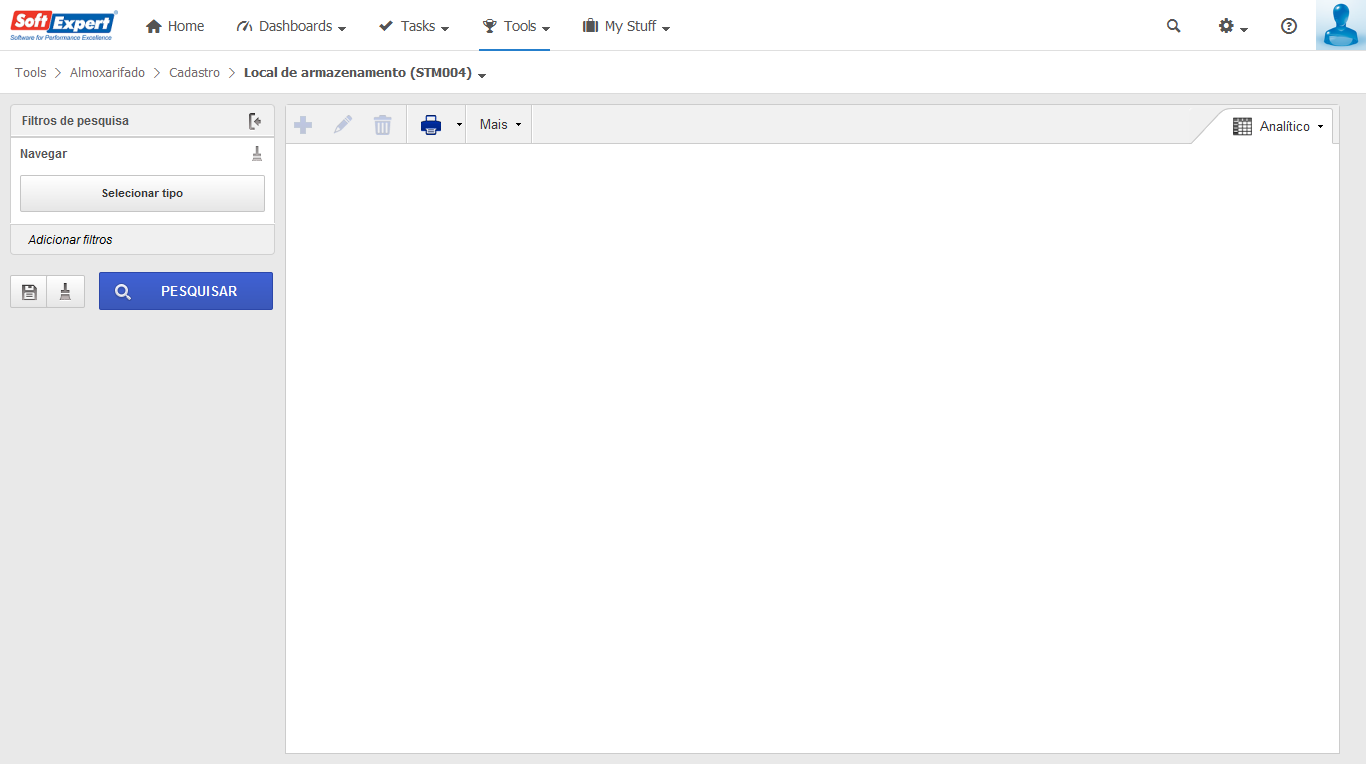 SoftExpert®
Software for Performance Excellence
Home
Dashboards
Tasks
Tools
My Stuff
Tools > Almoxarifado > Cadastro > Local de armazenamento (STM004)
Filtros de pesquisa
Navegar
Selecionar tipo
Adicionar filtros
PESQUISAR
Mais
Analítico